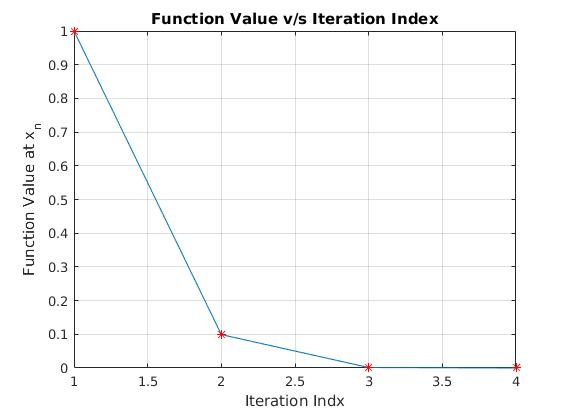 Function Value v/s Iteration Index
Function Value at x_n
1
0.9
0.8
0.7
0.6
0.5
0.4
0.3
0.2
0.1
0
1 1.5 2 2.5 3 3.5 4
Iteration Indx